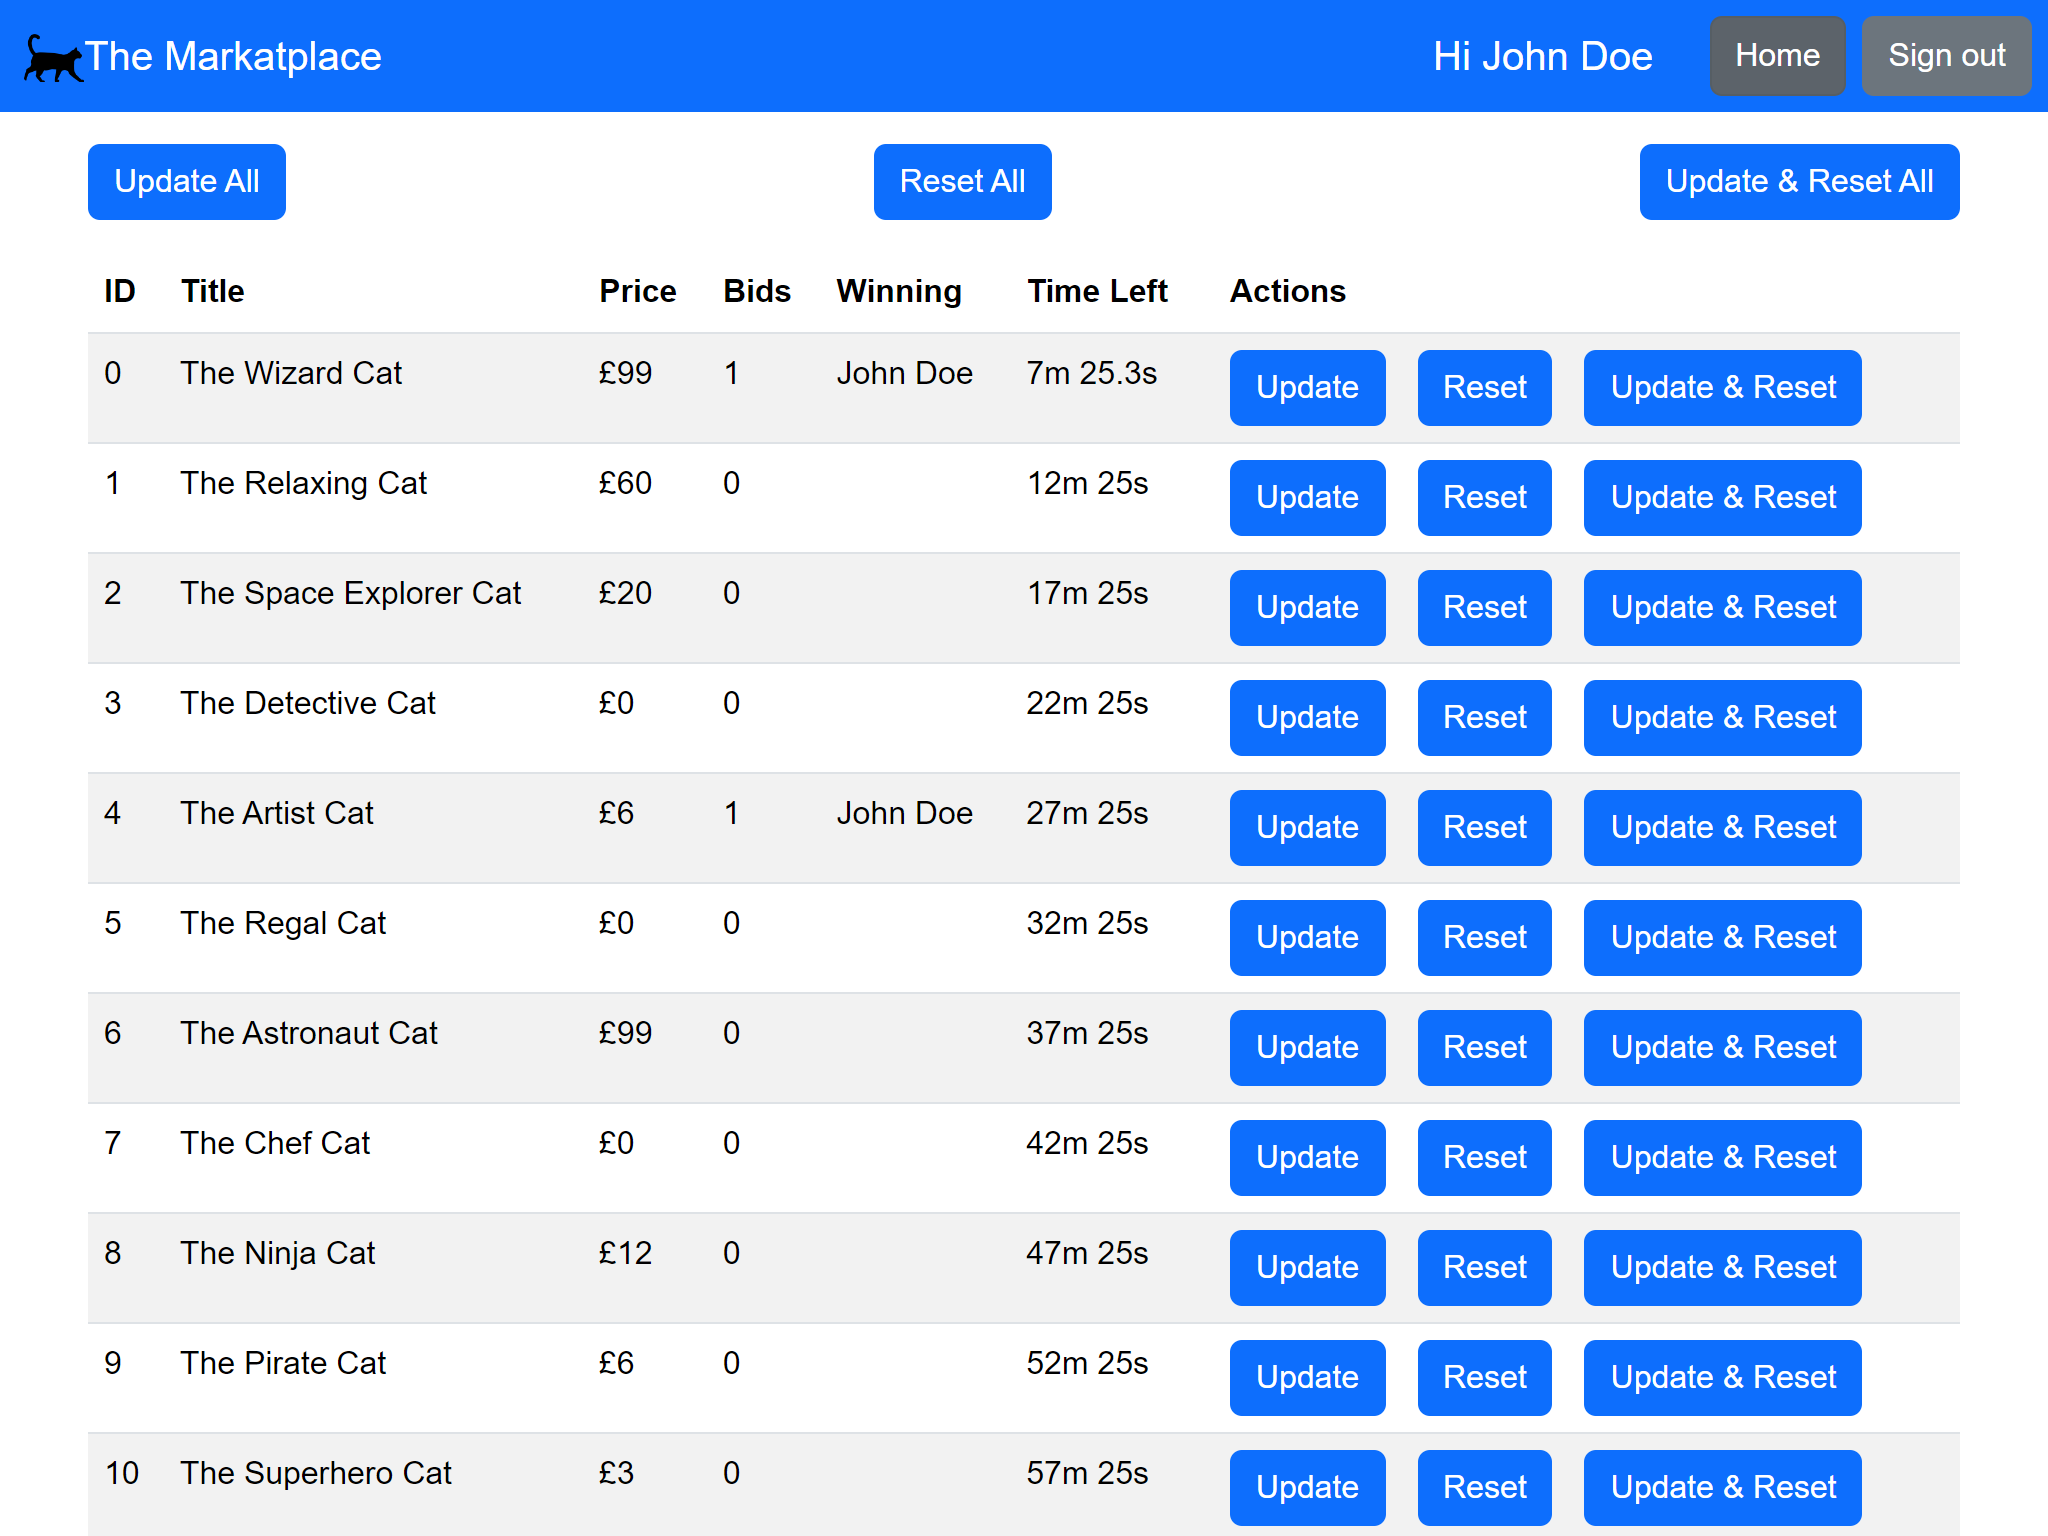 The Markatplace Hi John Doe Home Sign out
Update All Reset All Update & Reset All
ID Title Price Bids Winning Time Left Actions
0 The Wizard Cat £99 1 John Doe 7m 25.3s Update Reset Update & Reset
1 The Relaxing Cat £60 0 12m 25s Update Reset Update & Reset
2 The Space Explorer Cat £20 0 17m 25s Update Reset Update & Reset
3 The Detective Cat £0 0 22m 25s Update Reset Update & Reset
4 The Artist Cat £6 1 John Doe 27m 25s Update Reset Update & Reset
5 The Regal Cat £0 0 32m 25s Update Reset Update & Reset
6 The Astronaut Cat £99 0 37m 25s Update Reset Update & Reset
7 The Chef Cat £0 0 42m 25s Update Reset Update & Reset
8 The Ninja Cat £12 0 47m 25s Update Reset Update & Reset
9 The Pirate Cat £6 0 52m 25s Update Reset Update & Reset
10 The Superhero Cat £3 0 57m 25s Update Reset Update & Reset